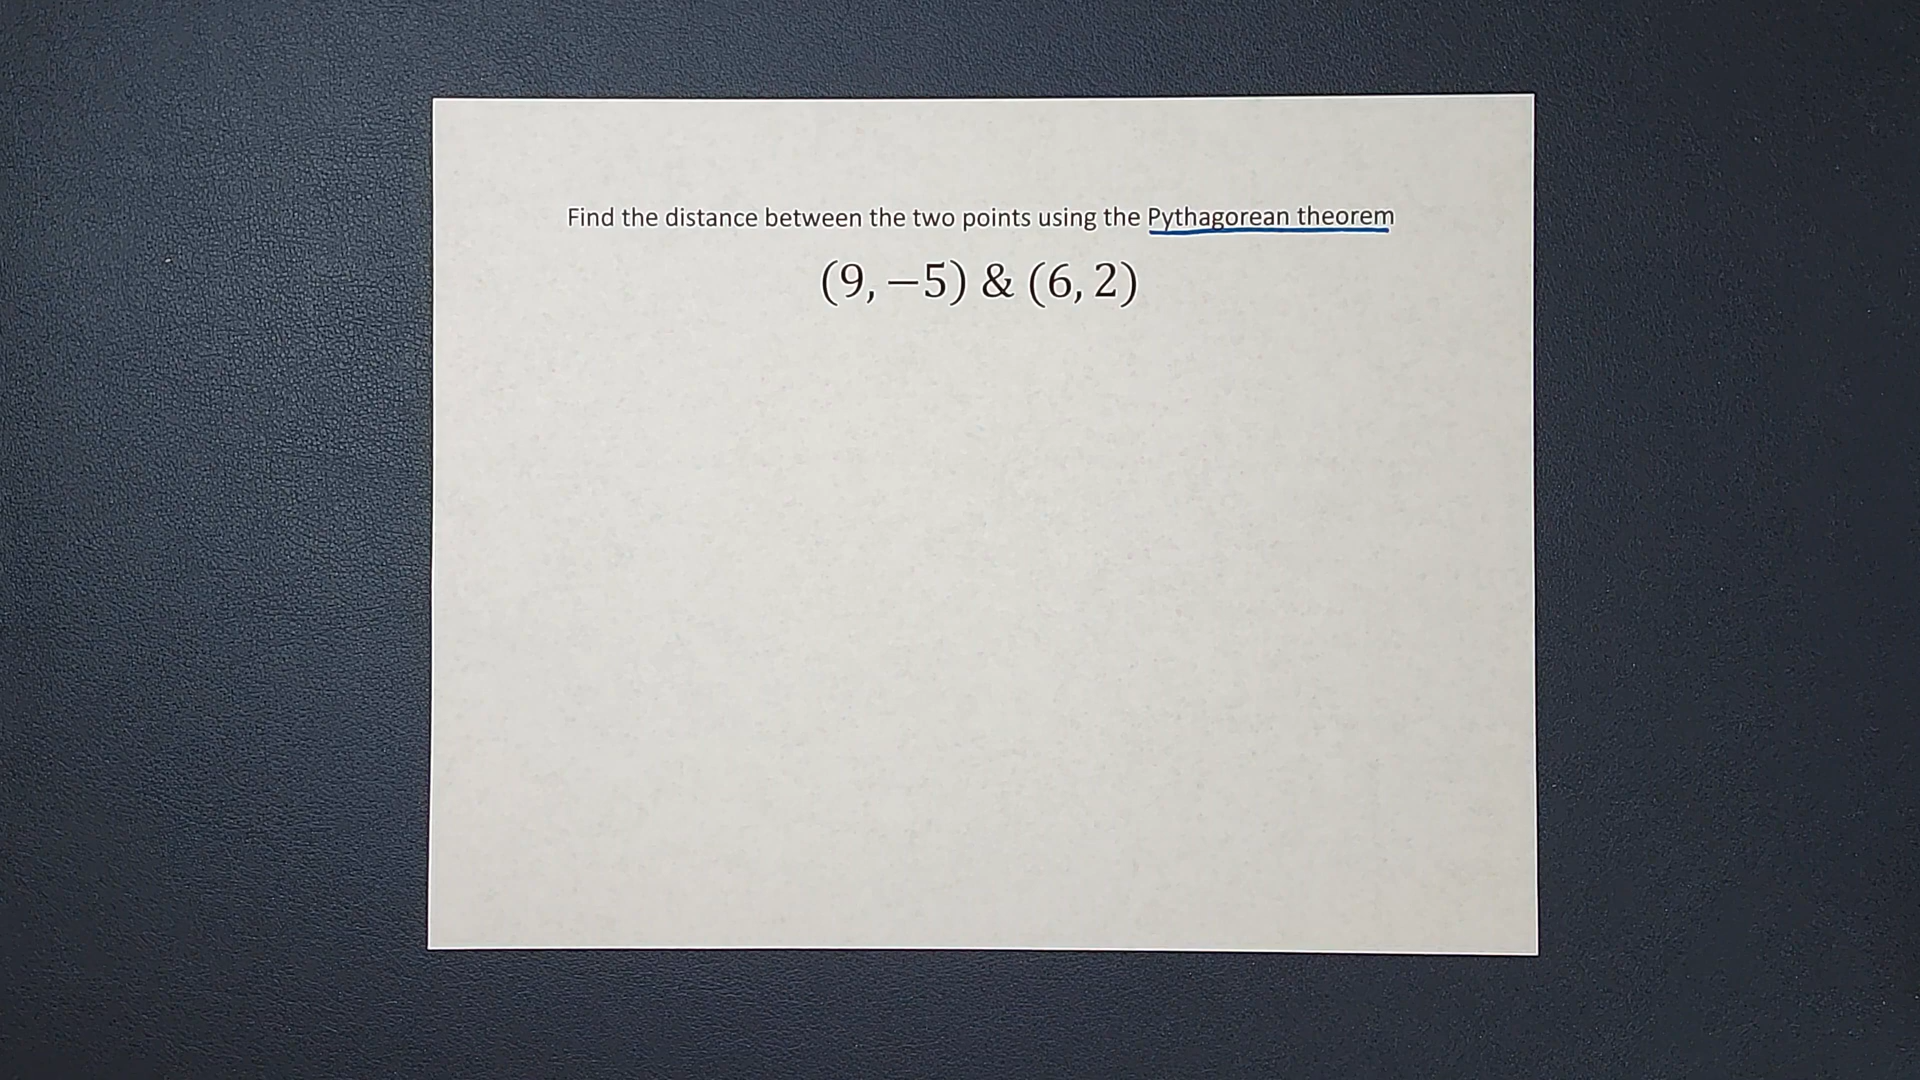 Find the distance between the two points using the Pythagorean theorem
(9, −5) & (6, 2)